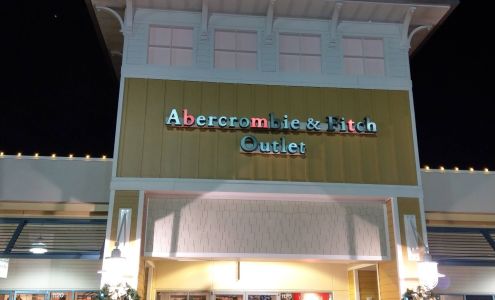 Abercrombie & Fitch
Outlet